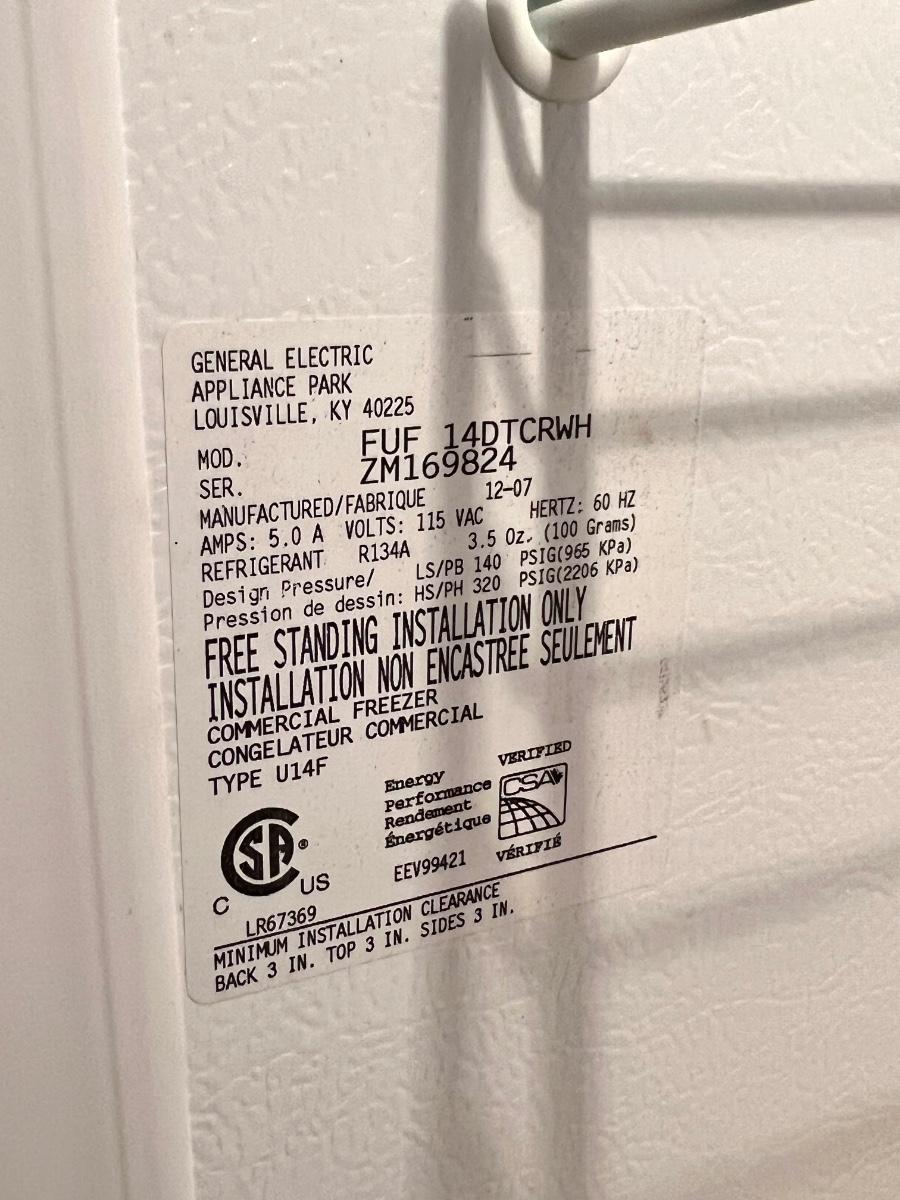 GENERAL ELECTRIC
APPLIANCE PARK
LOUISVILLE, KY 40225
MOD. FUF 14DTCRWH
SER. ZM169824
MANUFACTURED/FABRIQUE 12-07
AMPS: 5.0 A VOLTS: 115 VAC HERTZ: 60 HZ
REFRIGERANT R134A 3.5 Oz. (100 Grams)
Design Pressure/ LS/PB 140 PSIG(965 KPa)
Pression de dessin: HS/PH 320 PSIG(2206 KPa)
FREE STANDING INSTALLATION ONLY
INSTALLATION NON ENCASTREE SEULEMENT
COMMERCIAL FREEZER
CONGELATEUR COMMERCIAL
TYPE U14F
Energy
Performance
Rendement
Énergétique
EEV99421
VERIFIED
CSA
VÉRIFIÉ
SA®
C US
LR67369
MINIMUM INSTALLATION CLEARANCE
BACK 3 IN. TOP 3 IN. SIDES 3 IN.